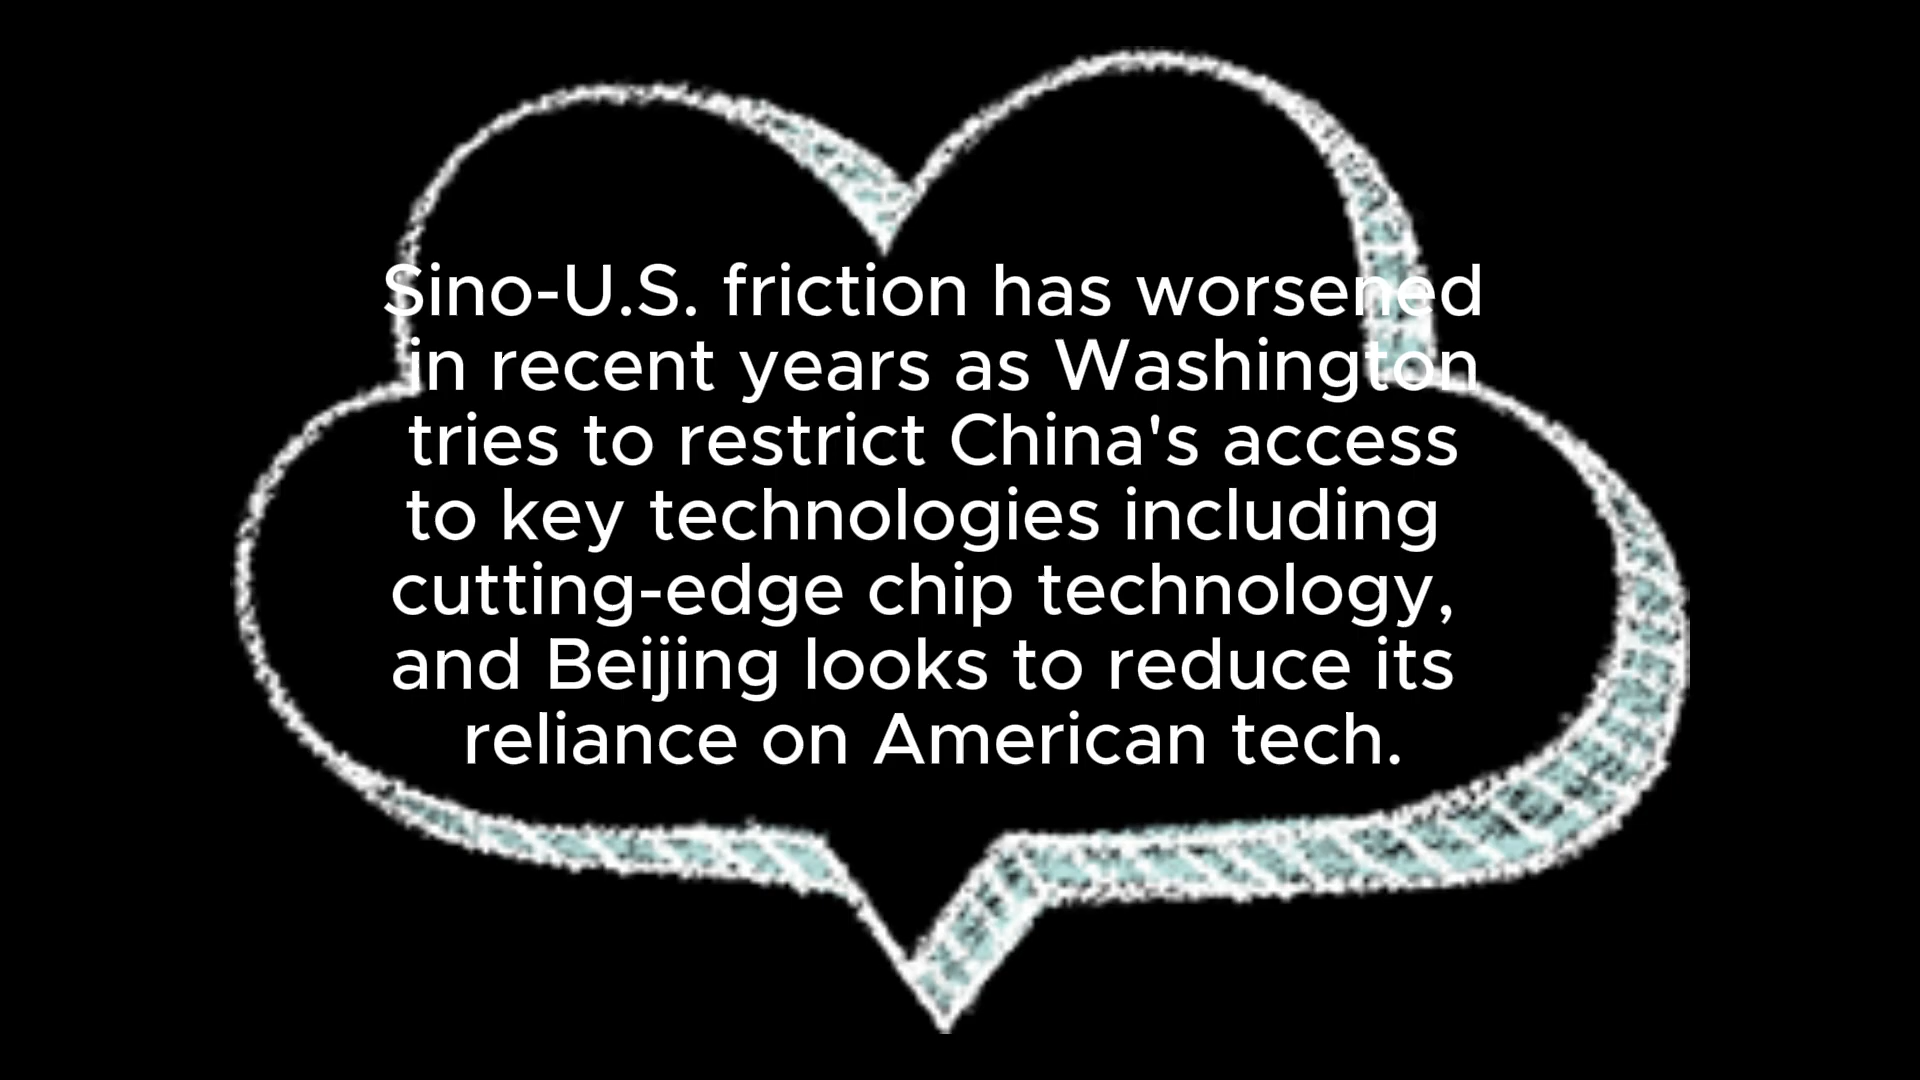 Sino-U.S. friction has worsened
in recent years as Washington
tries to restrict China's access
to key technologies including
cutting-edge chip technology,
and Beijing looks to reduce its
reliance on American tech.